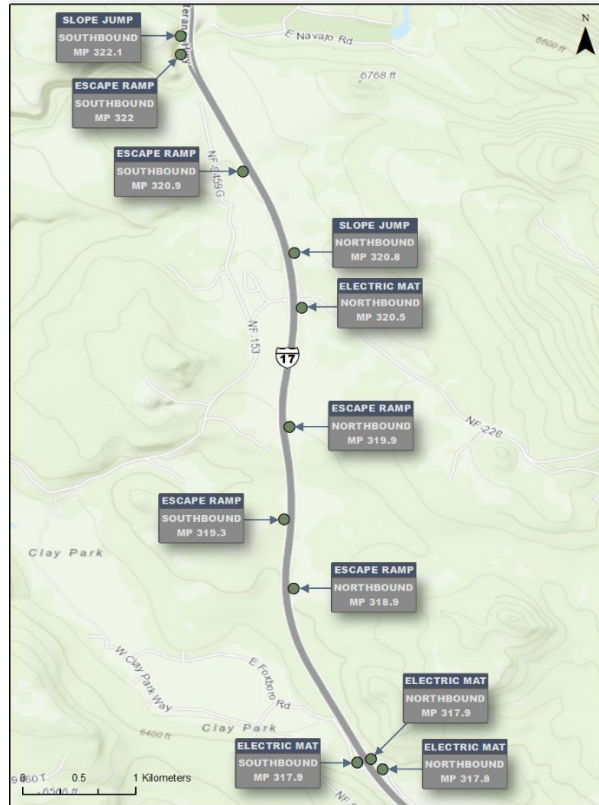 SLOPE JUMP
SOUTHBOUND
MP 322.1
N
E Navajo Rd
6600 ft
6768 ft
ESCAPE RAMP
SOUTHBOUND
MP 322
ESCAPE RAMP
SOUTHBOUND
MP 320.9
SLOPE JUMP
NORTHBOUND
MP 320.8
ELECTRIC MAT
NORTHBOUND
MP 320.5
NF-153
17
ESCAPE RAMP
NORTHBOUND
MP 319.9
NF-226
ESCAPE RAMP
SOUTHBOUND
MP 319.3
Clay Park
ESCAPE RAMP
NORTHBOUND
MP 318.9
W Clay Park Way
E Foxboro Rd
Clay Park
6400 ft
ELECTRIC MAT
NORTHBOUND
MP 317.9
ELECTRIC MAT
SOUTHBOUND
MP 317.9
ELECTRIC MAT
NORTHBOUND
MP 317.8
0 0.5 1 Kilometers